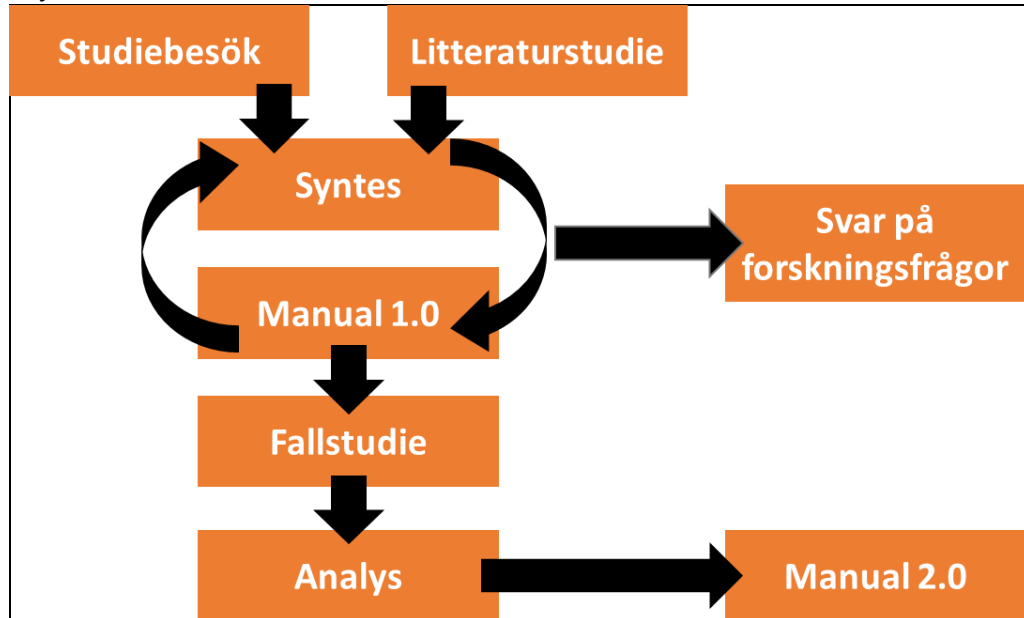 Studiebesök
Litteraturstudie
Syntes
Svar på
forskningsfrågor
Manual 1.0
Fallstudie
Analys
Manual 2.0